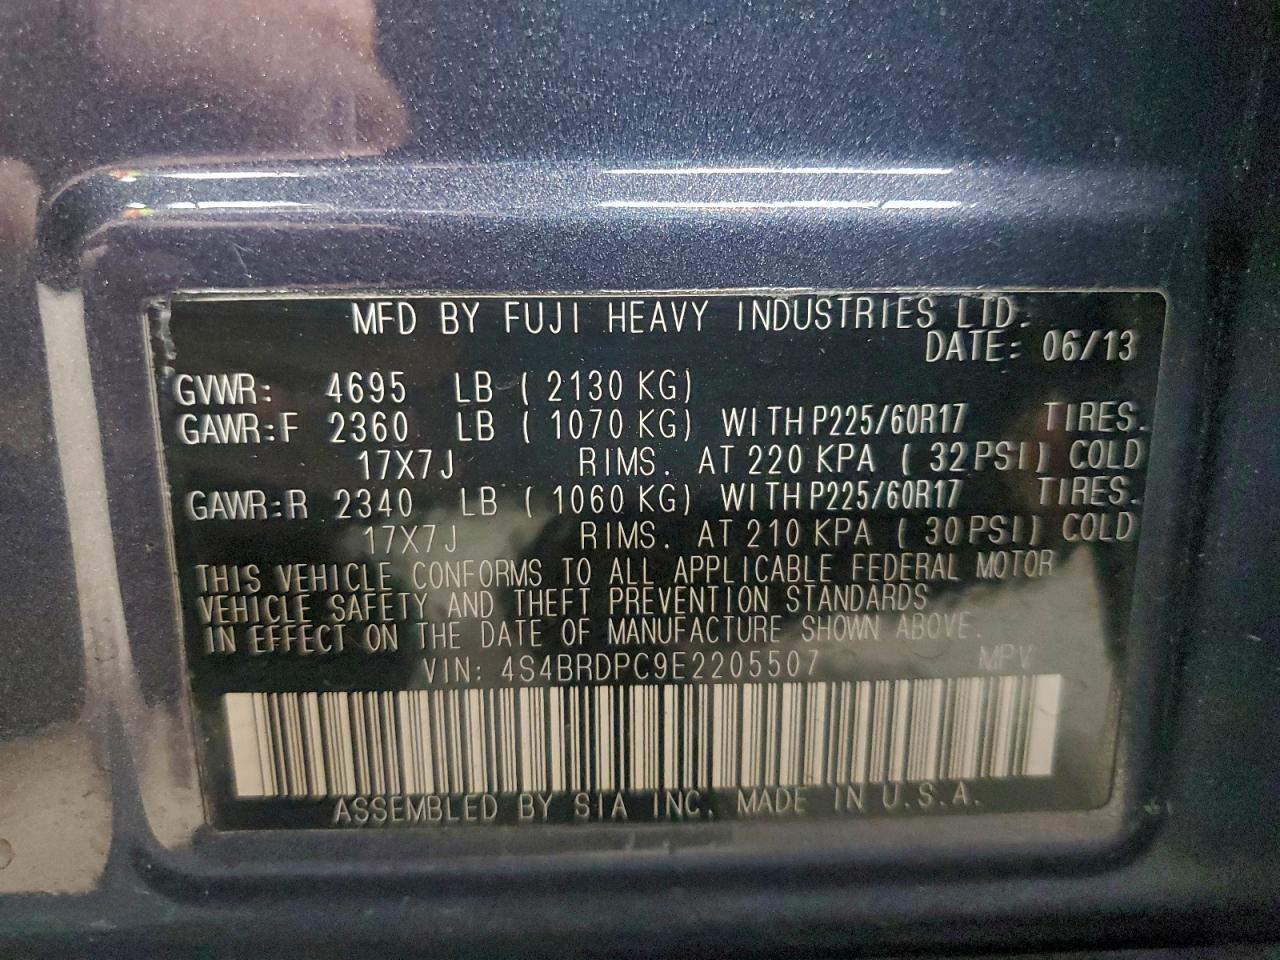 MFD BY FUJI HEAVY INDUSTRIES LTD.
DATE: 06/13
GVWR: 4695 LB ( 2130 KG)
GAWR:F 2360 LB ( 1070 KG) WITH P225/60R17 TIRES.
17X7J RIMS. AT 220 KPA ( 32 PSI) COLD
GAWR:R 2340 LB ( 1060 KG) WITH P225/60R17 TIRES.
17X7J RIMS. AT 210 KPA ( 30 PSI) COLD
THIS VEHICLE CONFORMS TO ALL APPLICABLE FEDERAL MOTOR
VEHICLE SAFETY AND THEFT PREVENTION STANDARDS
IN EFFECT ON THE DATE OF MANUFACTURE SHOWN ABOVE.
VIN: 4S4BRDPC9E2205507 MPV
ASSEMBLED BY SIA INC. MADE IN U.S.A.